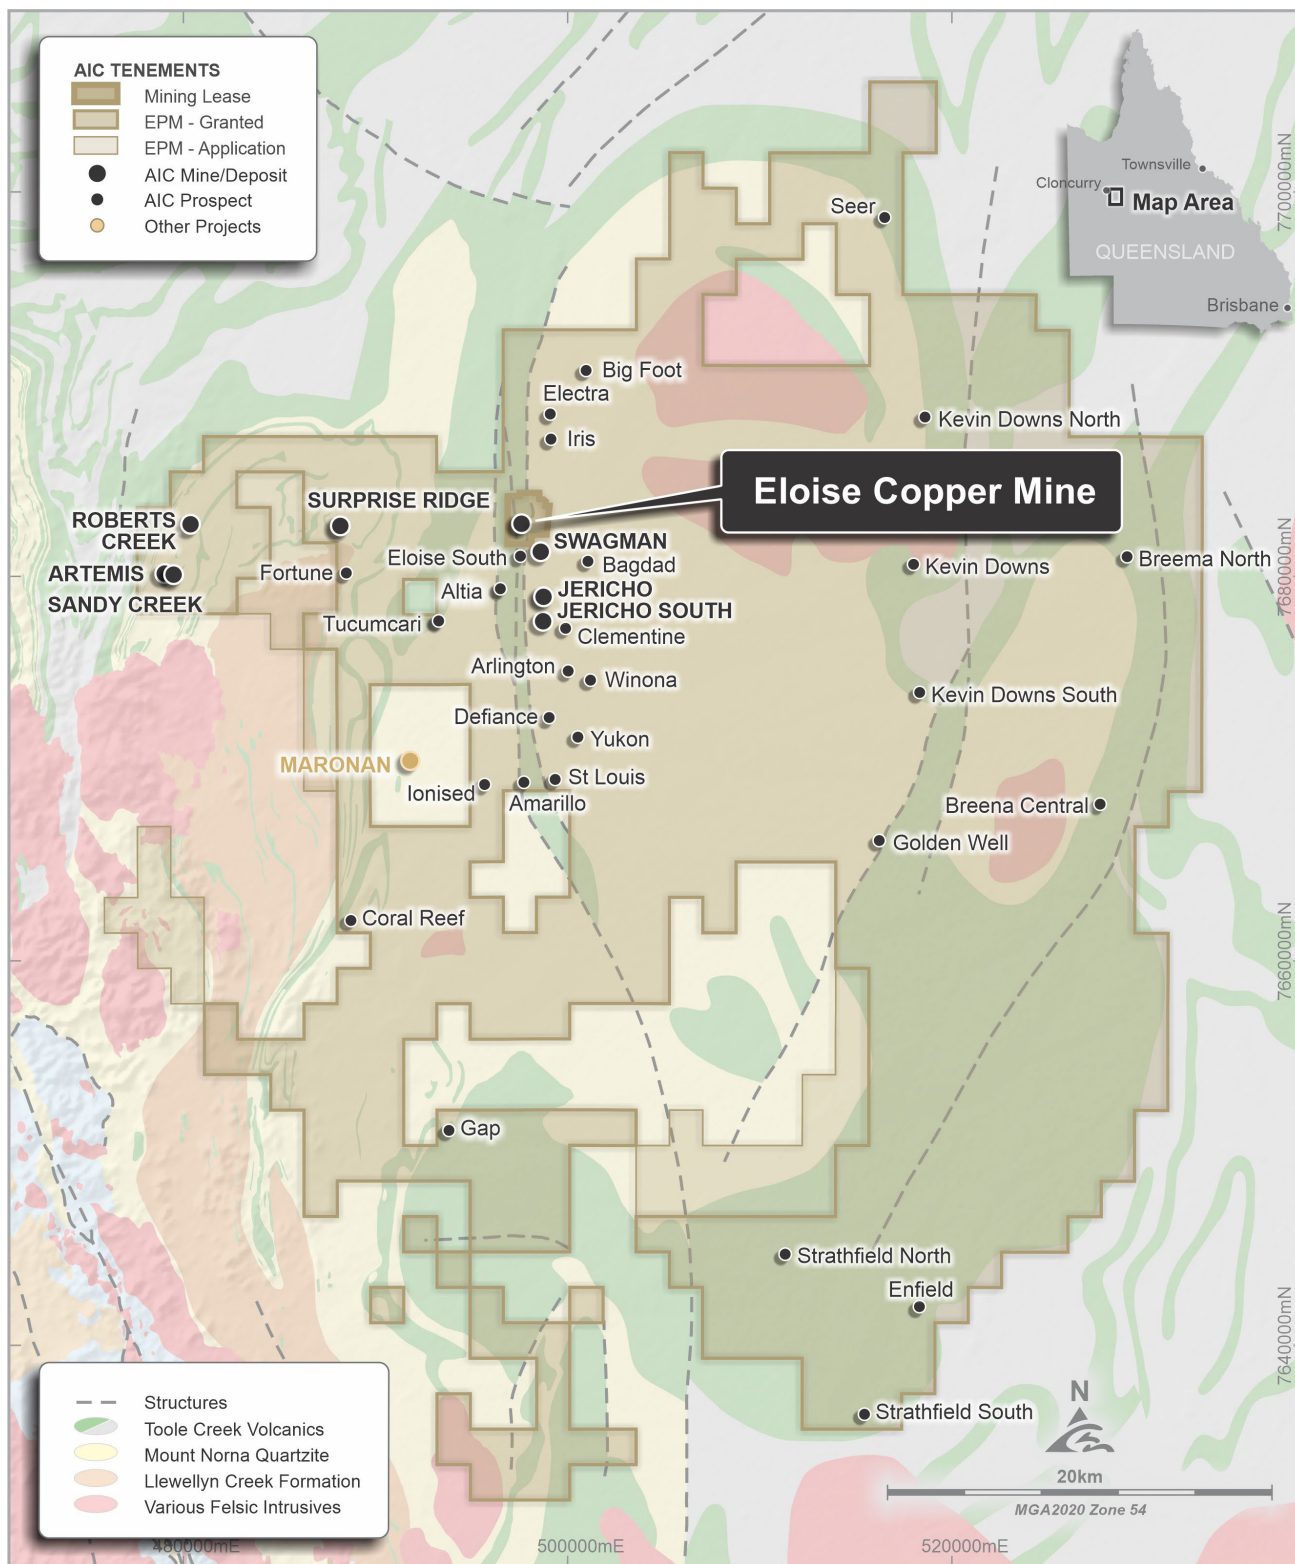 AIC TENEMENTS
Mining Lease
EPM - Granted
EPM - Application
AIC Mine/Deposit
AIC Prospect
Other Projects
Townsville
Cloncurry
Map Area
QUEENSLAND
Brisbane
7700000mN
Seer
Big Foot
Electra
Iris
Kevin Downs North
Eloise Copper Mine
SURPRISE RIDGE
ROBERTS
CREEK
SWAGMAN
Eloise South
Bagdad
Kevin Downs
Breema North
ARTEMIS
Fortune
7680000mN
Altia
JERICHO
SANDY CREEK
JERICHO SOUTH
Tucumcari
Clementine
Arlington
Winona
Kevin Downs South
Defiance
Yukon
MARONAN
St Louis
Ionised
Amarillo
Breena Central
Golden Well
Coral Reef
7660000mN
Gap
Strathfield North
Enfield
7640000mN
Strathfield South
Structures
Toole Creek Volcanics
Mount Norna Quartzite
Llewellyn Creek Formation
Various Felsic Intrusives
N
20km
MGA2020 Zone 54
480000mE
500000mE
520000mE